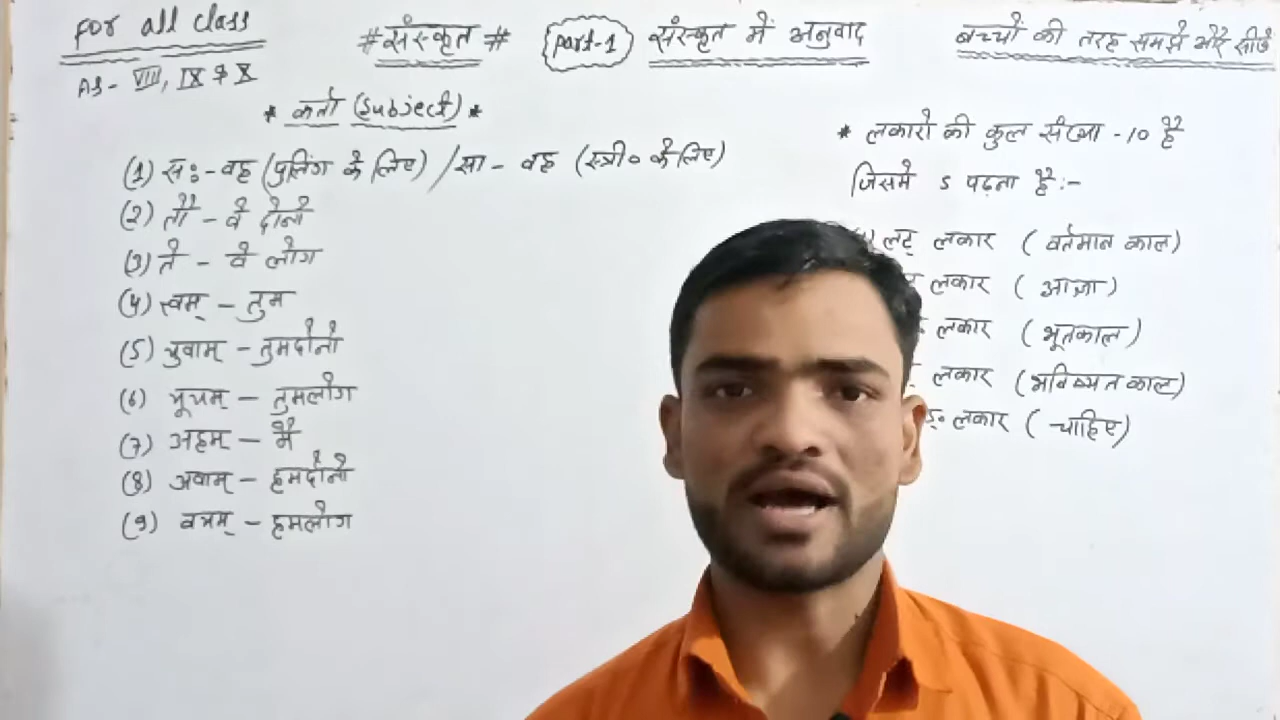 For all class
As - VIII, IX & X
#संस्कृत#
Part-1
संस्कृत में अनुवाद
बच्चों की तरह समझे और सीखें
* कर्ता (Subject) *
(1) सः - वह (पुलिंग के लिए) / सा - वह (स्त्री० के लिए)
(2) तौ - वे दोनो
(3) ते - वे लोग
(4) त्वम् - तुम
(5) युवाम् - तुमदोनो
(6) यूयम् - तुमलोग
(7) अहम् - मैं
(8) अवाम् - हमदोनो
(9) वयम् - हमलोग
* लकारो की कुल संख्या - 10 है
जिसमे 5 पढ़ना है :-
लट् लकार ( वर्तमान काल)
लकार ( आज्ञा )
लकार ( भूतकाल )
लकार ( भविष्यत काल)
लकार ( चाहिए)